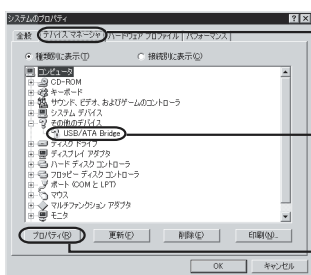 システムのプロパティ
全般 デバイス マネージャ ハードウェア プロファイル パフォーマンス
種類別に表示(T) 接続別に表示(C)
コンピュータ
CD-ROM
キーボード
サウンド、ビデオ、およびゲームのコントローラ
システム デバイス
その他のデバイス
USB/ATA Bridge
ディスク ドライブ
ディスプレイ アダプタ
ハード ディスク コントローラ
フロッピー ディスク コントローラ
ポート (COM と LPT)
マウス
マルチファンクション アダプタ
モニタ
プロパティ(R) 更新(F) 削除(E) 印刷(N)...
OK キャンセル